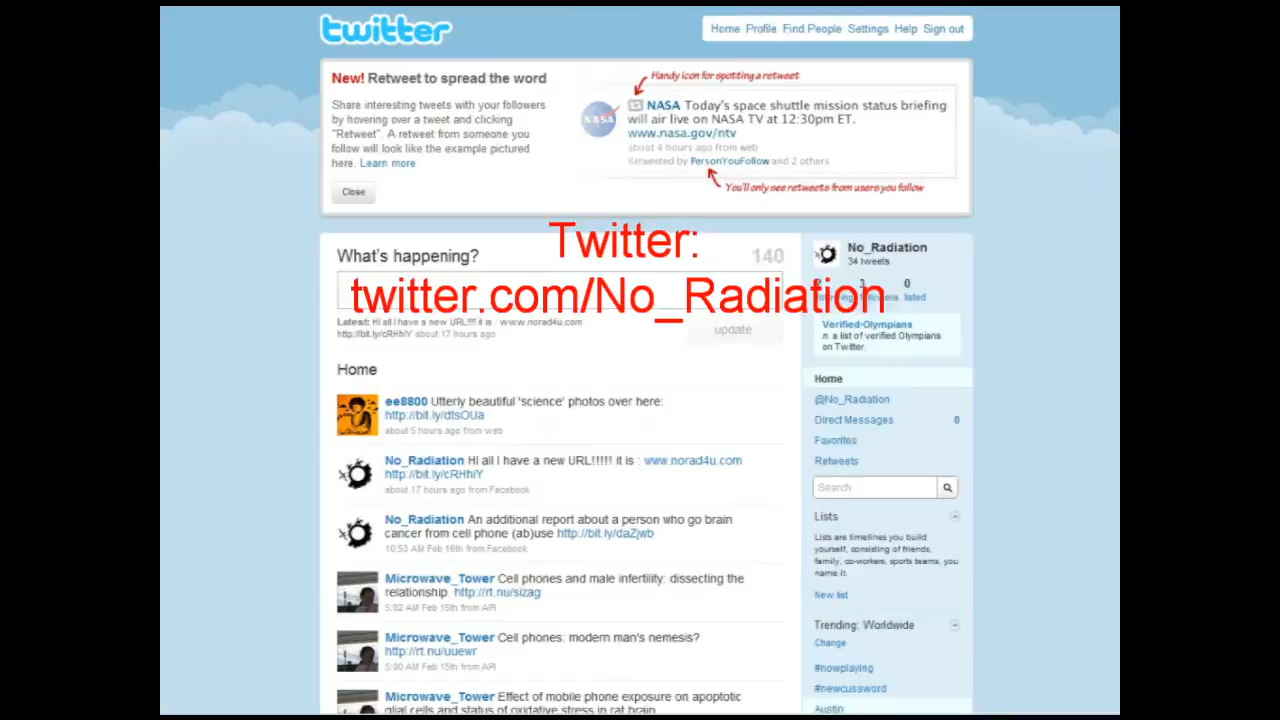 twitter
Home Profile Find People Settings Help Sign out
New! Retweet to spread the word
Share interesting tweets with your followers
by hovering over a tweet and clicking
"Retweet". A retweet from someone you
follow will look like the example pictured
here. Learn more
Close
Handy icon for spotting a retweet
NASA
NASA Today's space shuttle mission status briefing
will air live on NASA TV at 12:30pm ET.
www.nasa.gov/ntv
about 4 hours ago from web
Retweeted by PersonYouFollow and 2 others
You'll only see retweets from users you follow
Twitter:
twitter.com/No_Radiation
What's happening? 140
Latest: Hi all I have a new URL!!!! it is : www.norad4u.com
http://bit.ly/cRHhiY about 17 hours ago
update
Home
ee8800 Utterly beautiful 'science' photos over here:
http://bit.ly/dtsOUa
about 5 hours ago from web
No_Radiation HI all I have a new URL!!!!! it is : www.norad4u.com
http://bit.ly/cRHhiY
about 17 hours ago from Facebook
No_Radiation An additional report about a person who go brain
cancer from cell phone (ab)use http://bit.ly/daZjwb
10:53 AM Feb 18th from Facebook
Microwave_Tower Cell phones and male infertility: dissecting the
relationship. http://rt.nu/sizag
5:02 AM Feb 15th from API
Microwave_Tower Cell phones: modern man's nemesis?
http://rt.nu/uuewr
5:00 AM Feb 15th from API
Microwave_Tower Effect of mobile phone exposure on apoptotic
glial cells and status of oxidative stress in rat brain.
No_Radiation
34 tweets
0
listed
Verified-Olympians
n. a list of verified Olympians
on Twitter.
Home
@No_Radiation
Direct Messages 0
Favorites
Retweets
Search
Lists
Lists are timelines you build
yourself, consisting of friends,
family, co-workers, sports teams, you
name it.
New list
Trending: Worldwide
Change
#nowplaying
#newcussword
Austin